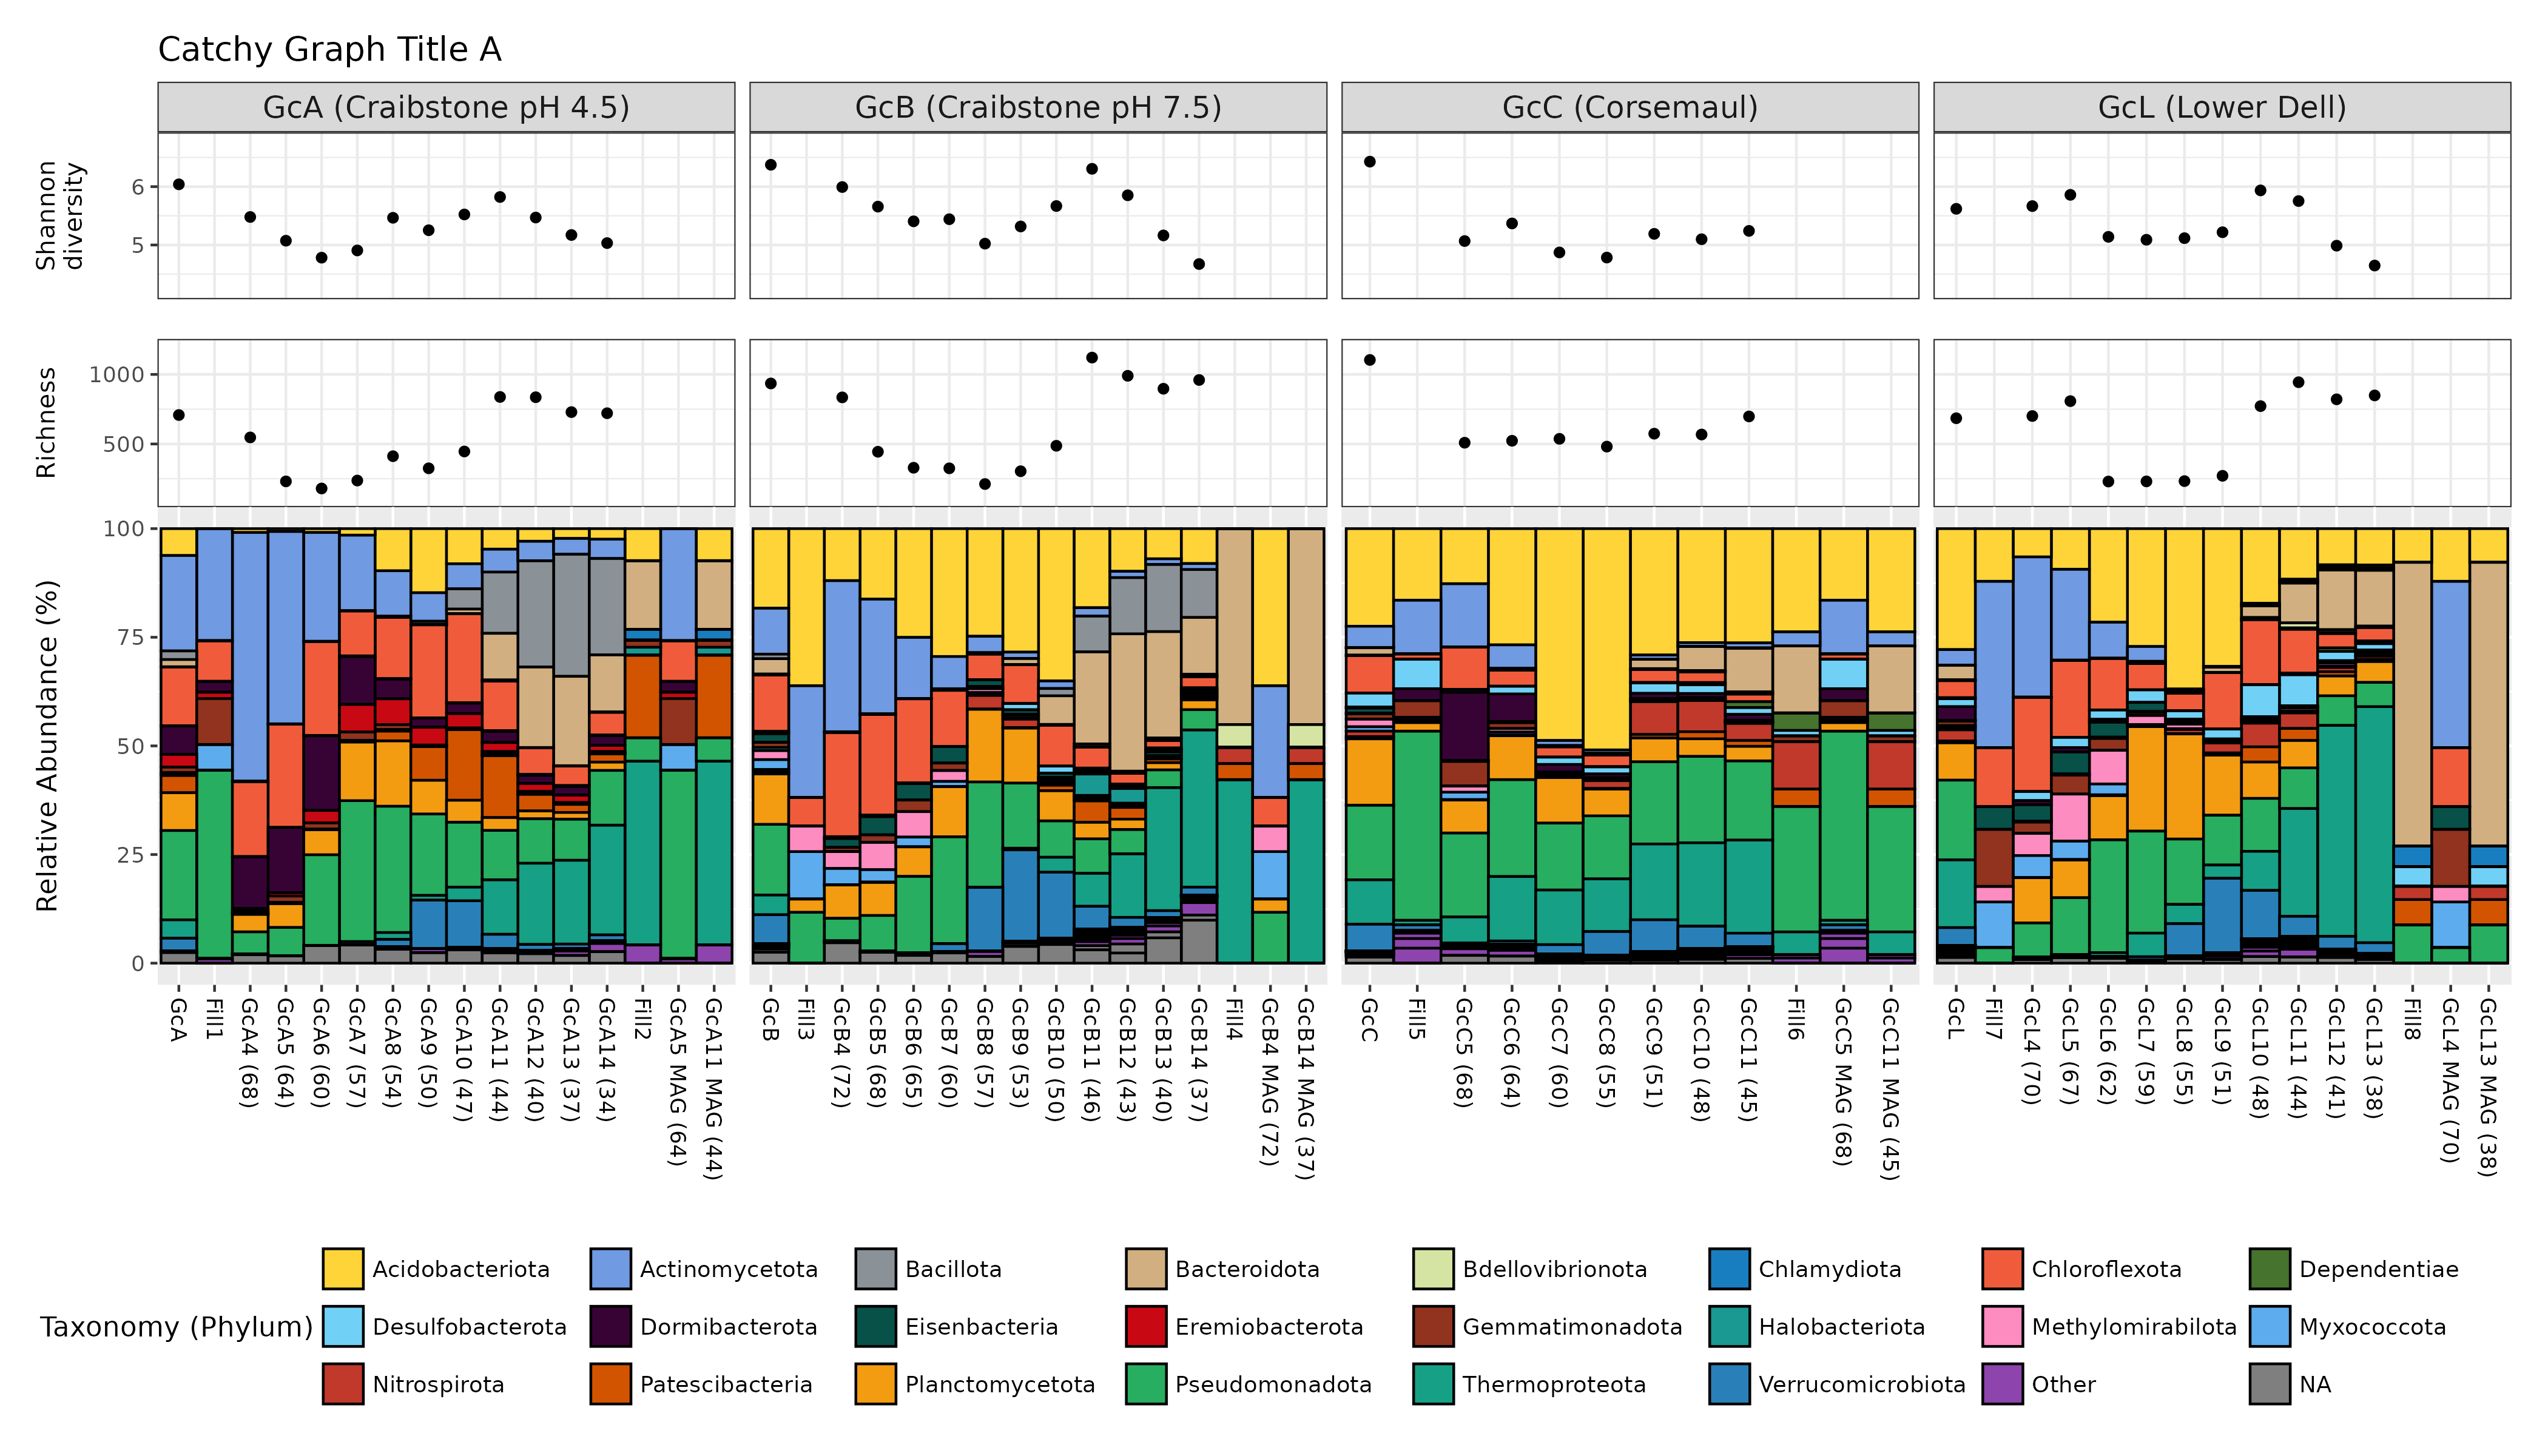 Catchy Graph Title A
GcA (Craibstone pH 4.5)
GcB (Craibstone pH 7.5)
GcC (Corsemaul)
GcL (Lower Dell)
Shannon
diversity
6
5
Richness
1000
500
Relative Abundance (%)
100
75
50
25
0
GcA
Fill1
GcA4 (68)
GcA5 (64)
GcA6 (60)
GcA7 (57)
GcA8 (54)
GcA9 (50)
GcA10 (47)
GcA11 (44)
GcA12 (40)
GcA13 (37)
GcA14 (34)
Fill2
GcA5 MAG (64)
GcA11 MAG (44)
GcB
Fill3
GcB4 (72)
GcB5 (68)
GcB6 (65)
GcB7 (60)
GcB8 (57)
GcB9 (53)
GcB10 (50)
GcB11 (46)
GcB12 (43)
GcB13 (40)
GcB14 (37)
Fill4
GcB4 MAG (72)
GcB14 MAG (37)
GcC
Fill5
GcC5 (68)
GcC6 (64)
GcC7 (60)
GcC8 (55)
GcC9 (51)
GcC10 (48)
GcC11 (45)
Fill6
GcC5 MAG (68)
GcC11 MAG (45)
GcL
Fill7
GcL4 (70)
GcL5 (67)
GcL6 (62)
GcL7 (59)
GcL8 (55)
GcL9 (51)
GcL10 (48)
GcL11 (44)
GcL12 (41)
GcL13 (38)
Fill8
GcL4 MAG (70)
GcL13 MAG (38)
Taxonomy (Phylum)
Acidobacteriota
Actinomycetota
Bacillota
Bacteroidota
Bdellovibrionota
Chlamydiota
Chloroflexota
Dependentiae
Desulfobacterota
Dormibacterota
Eisenbacteria
Eremiobacterota
Gemmatimonadota
Halobacteriota
Methylomirabilota
Myxococcota
Nitrospirota
Patescibacteria
Planctomycetota
Pseudomonadota
Thermoproteota
Verrucomicrobiota
Other
NA